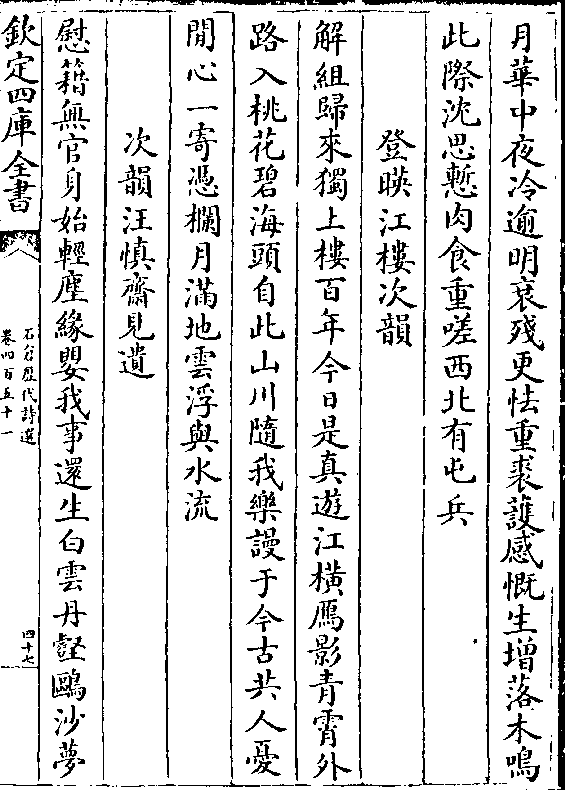 月華中夜冷逾明衰殘更怯重裘護感慨生増落木鳴
此際沈思慙肉食重嗟西北有屯兵
登暎江樓次韻
解組歸來獨上樓百年今日是真遊江橫鴈影青霄外
路入桃花碧海頭自此山川隨我樂謾于今古共人憂
閒心一寄憑欄月滿地雲浮與水流
次韻汪慎齋見遺
慰籍無官身始輕塵緣嬰我事還生白雲丹壑鷗沙夢
欽定四庫全書
石倉歷代詩選
卷四百五十一
四十七